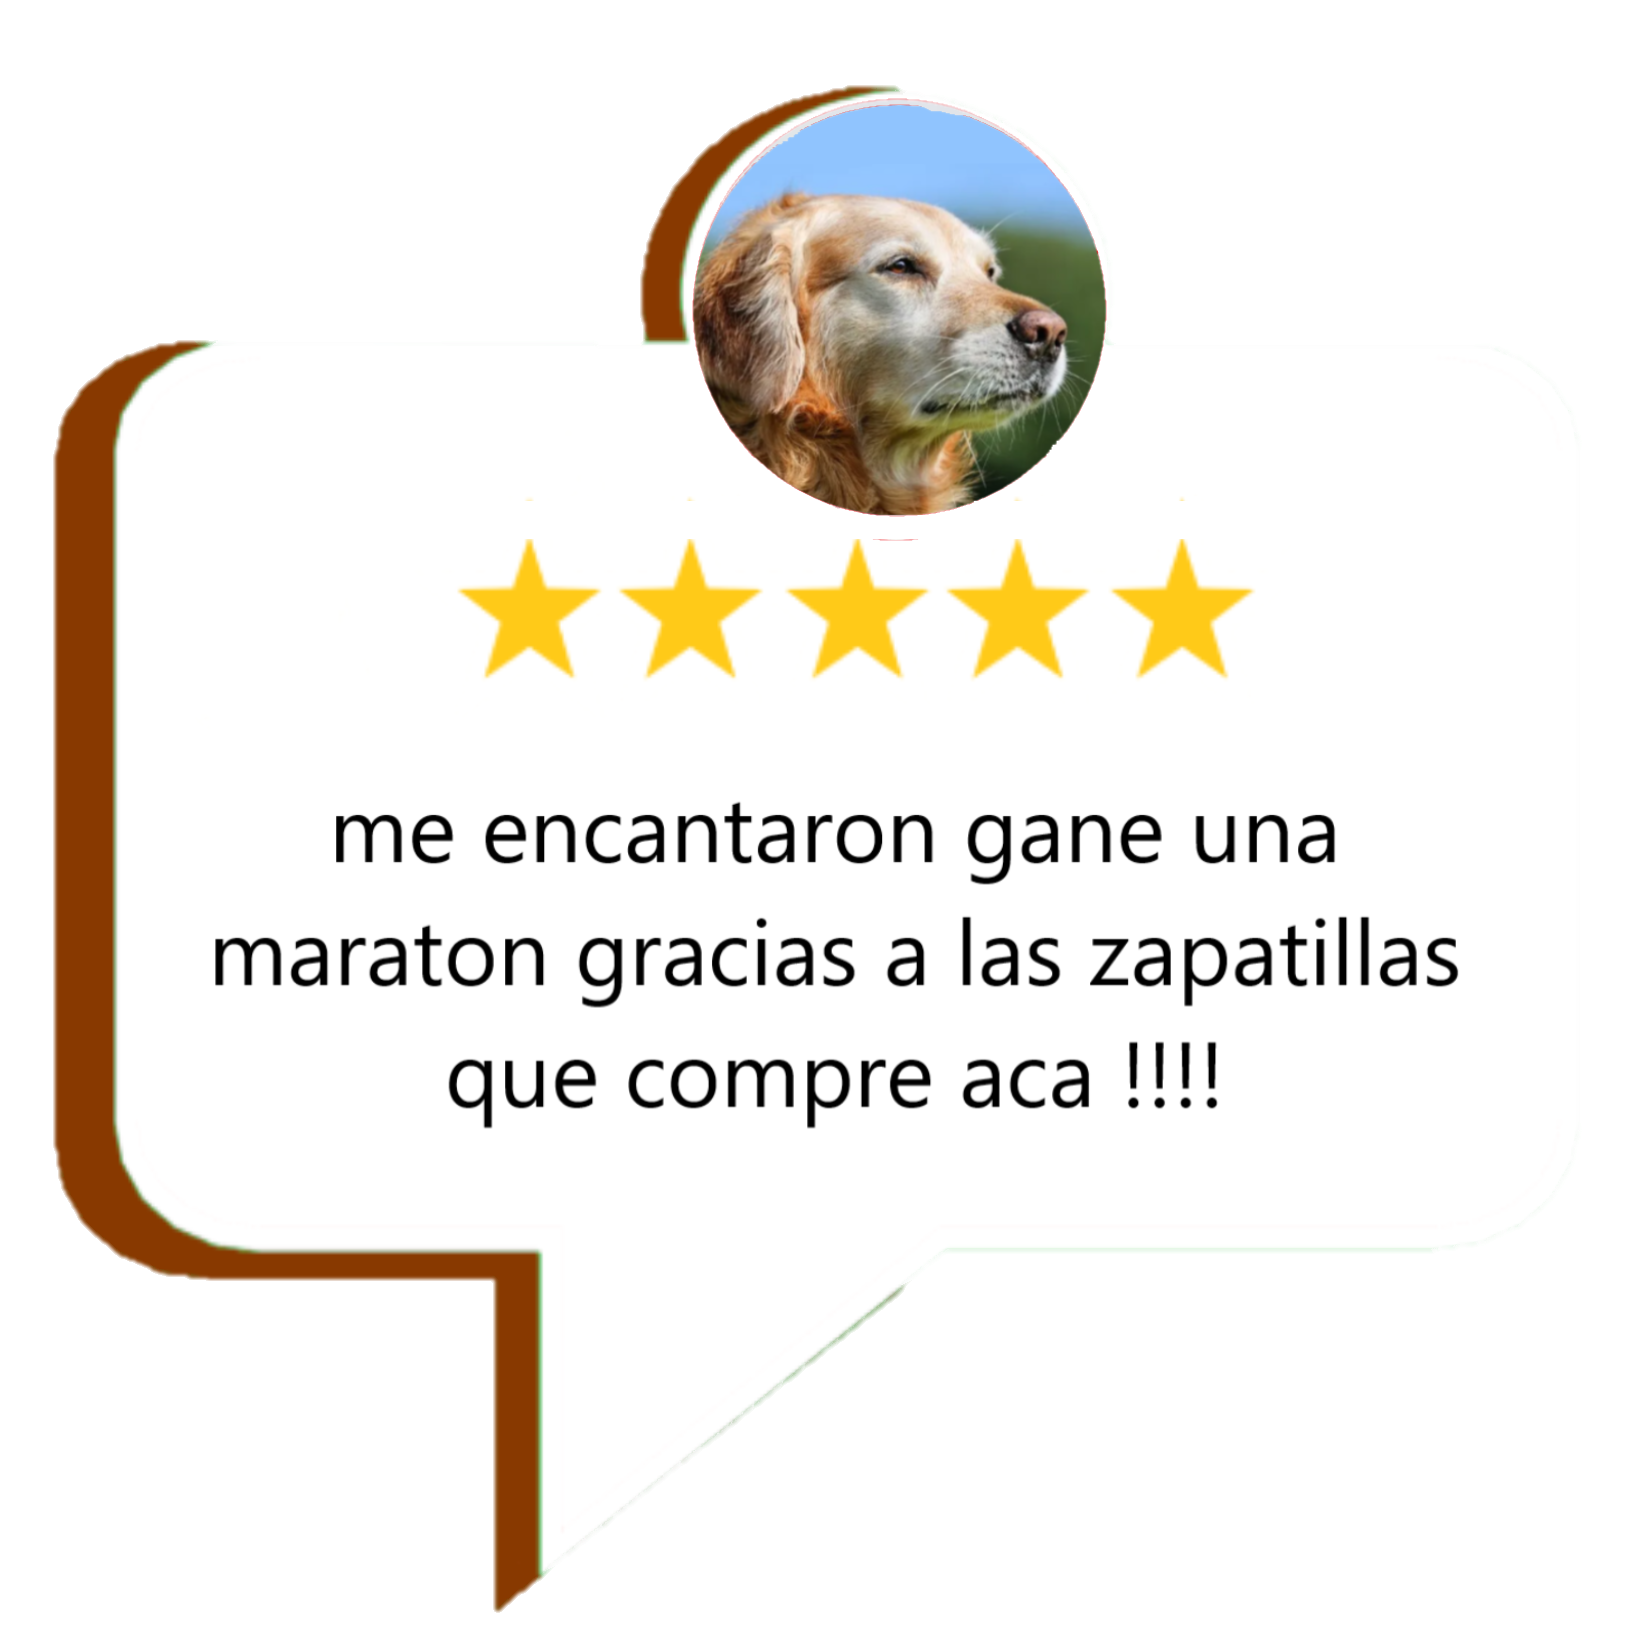 me encantaron gane una
maraton gracias a las zapatillas
que compre aca !!!!